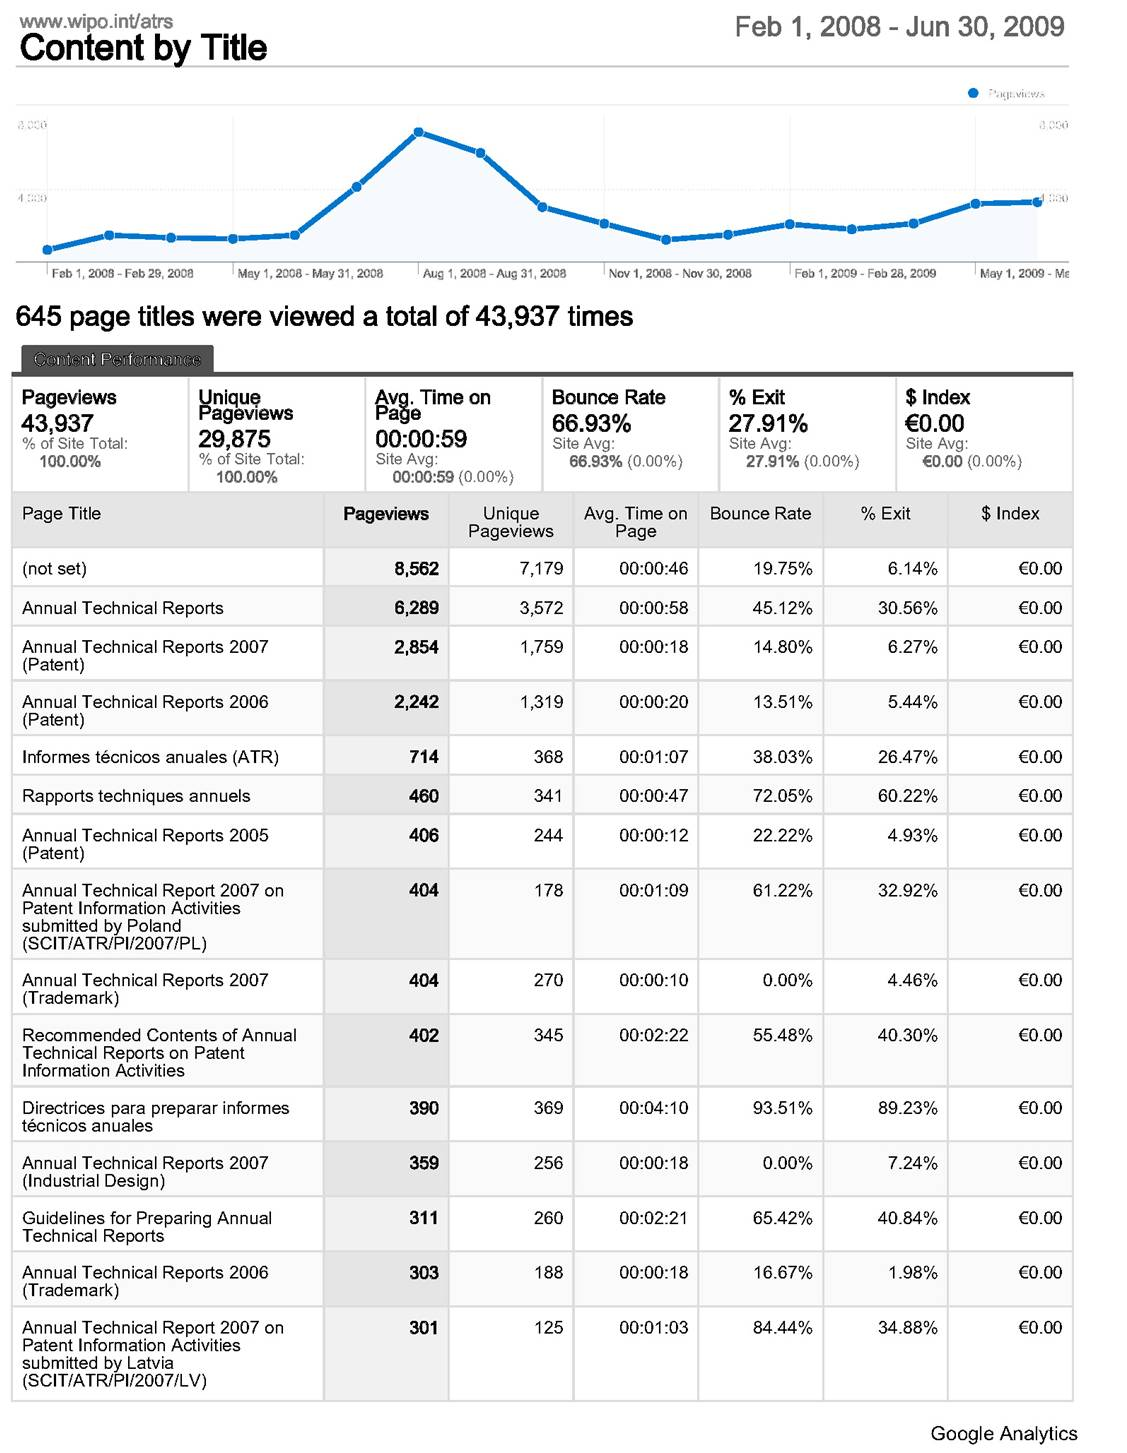 www.wipo.int/atrs
Content by Title
Feb 1, 2008 - Jun 30, 2009
Pageviews
8,000
8,000
4,000
4,000
Feb 1, 2008 - Feb 29, 2008
May 1, 2008 - May 31, 2008
Aug 1, 2008 - Aug 31, 2008
Nov 1, 2008 - Nov 30, 2008
Feb 1, 2009 - Feb 28, 2009
May 1, 2009 - Ma
645 page titles were viewed a total of 43,937 times
Content Performance
Pageviews
43,937
% of Site Total:
100.00%
Unique
Pageviews
29,875
% of Site Total:
100.00%
Avg. Time on
Page
00:00:59
Site Avg:
00:00:59 (0.00%)
Bounce Rate
66.93%
Site Avg:
66.93% (0.00%)
% Exit
27.91%
Site Avg:
27.91% (0.00%)
$ Index
€0.00
Site Avg:
€0.00 (0.00%)
Page Title Pageviews Unique Avg. Time on Bounce Rate % Exit $ Index
Pageviews Page
(not set) 8,562 7,179 00:00:46 19.75% 6.14% €0.00
Annual Technical Reports 6,289 3,572 00:00:58 45.12% 30.56% €0.00
Annual Technical Reports 2007 2,854 1,759 00:00:18 14.80% 6.27% €0.00
(Patent)
Annual Technical Reports 2006 2,242 1,319 00:00:20 13.51% 5.44% €0.00
(Patent)
Informes técnicos anuales (ATR) 714 368 00:01:07 38.03% 26.47% €0.00
Rapports techniques annuels 460 341 00:00:47 72.05% 60.22% €0.00
Annual Technical Reports 2005 406 244 00:00:12 22.22% 4.93% €0.00
(Patent)
Annual Technical Report 2007 on 404 178 00:01:09 61.22% 32.92% €0.00
Patent Information Activities
submitted by Poland
(SCIT/ATR/PI/2007/PL)
Annual Technical Reports 2007 404 270 00:00:10 0.00% 4.46% €0.00
(Trademark)
Recommended Contents of Annual 402 345 00:02:22 55.48% 40.30% €0.00
Technical Reports on Patent
Information Activities
Directrices para preparar informes 390 369 00:04:10 93.51% 89.23% €0.00
técnicos anuales
Annual Technical Reports 2007 359 256 00:00:18 0.00% 7.24% €0.00
(Industrial Design)
Guidelines for Preparing Annual 311 260 00:02:21 65.42% 40.84% €0.00
Technical Reports
Annual Technical Reports 2006 303 188 00:00:18 16.67% 1.98% €0.00
(Trademark)
Annual Technical Report 2007 on 301 125 00:01:03 84.44% 34.88% €0.00
Patent Information Activities
submitted by Latvia
(SCIT/ATR/PI/2007/LV)
Google Analytics